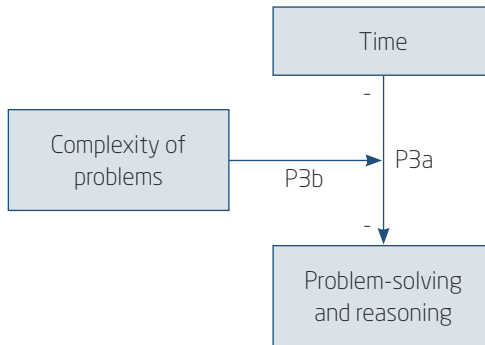 Time
-
Complexity of
problems
P3b
P3a
-
Problem-solving
and reasoning